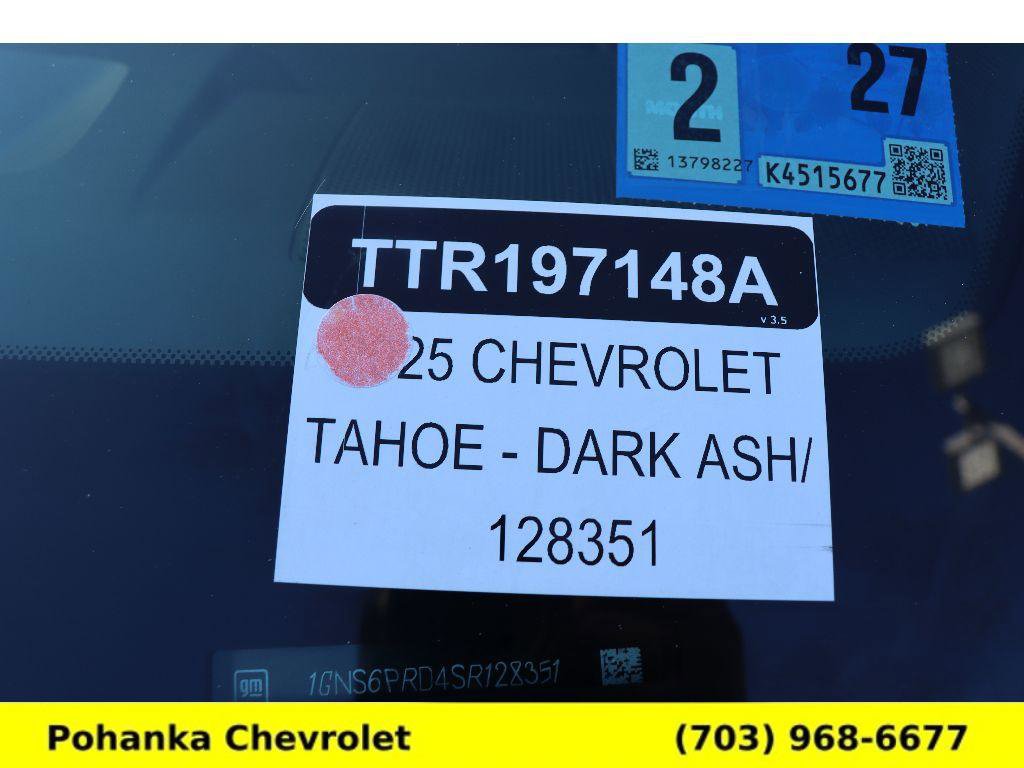 2 27
MONTH
13798227 K4515677
TTR197148A
v 3.5
25 CHEVROLET
TAHOE - DARK ASH/
128351
gm 1GNS6PRD4SR128351
Pohanka Chevrolet (703) 968-6677